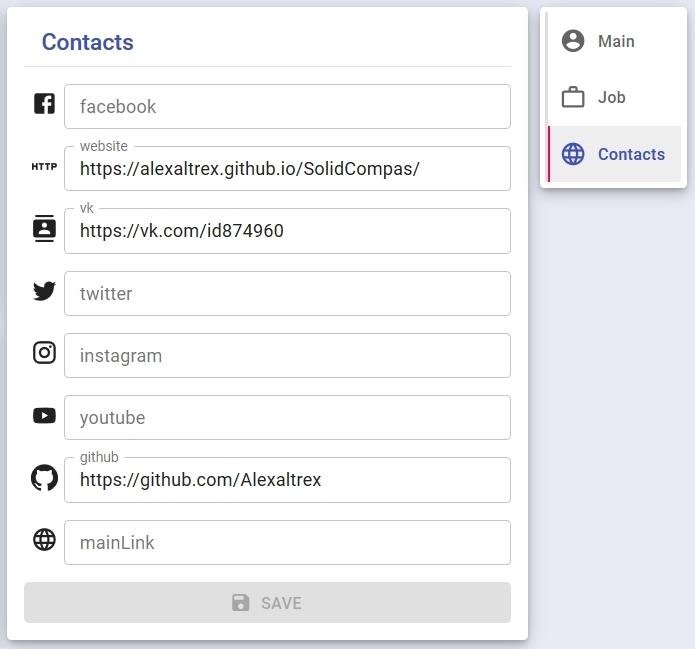 Contacts
facebook
HTTP
website
https://alexaltrex.github.io/SolidCompas/
vk
https://vk.com/id874960
twitter
instagram
youtube
github
https://github.com/Alexaltrex
mainLink
SAVE
Main
Job
Contacts